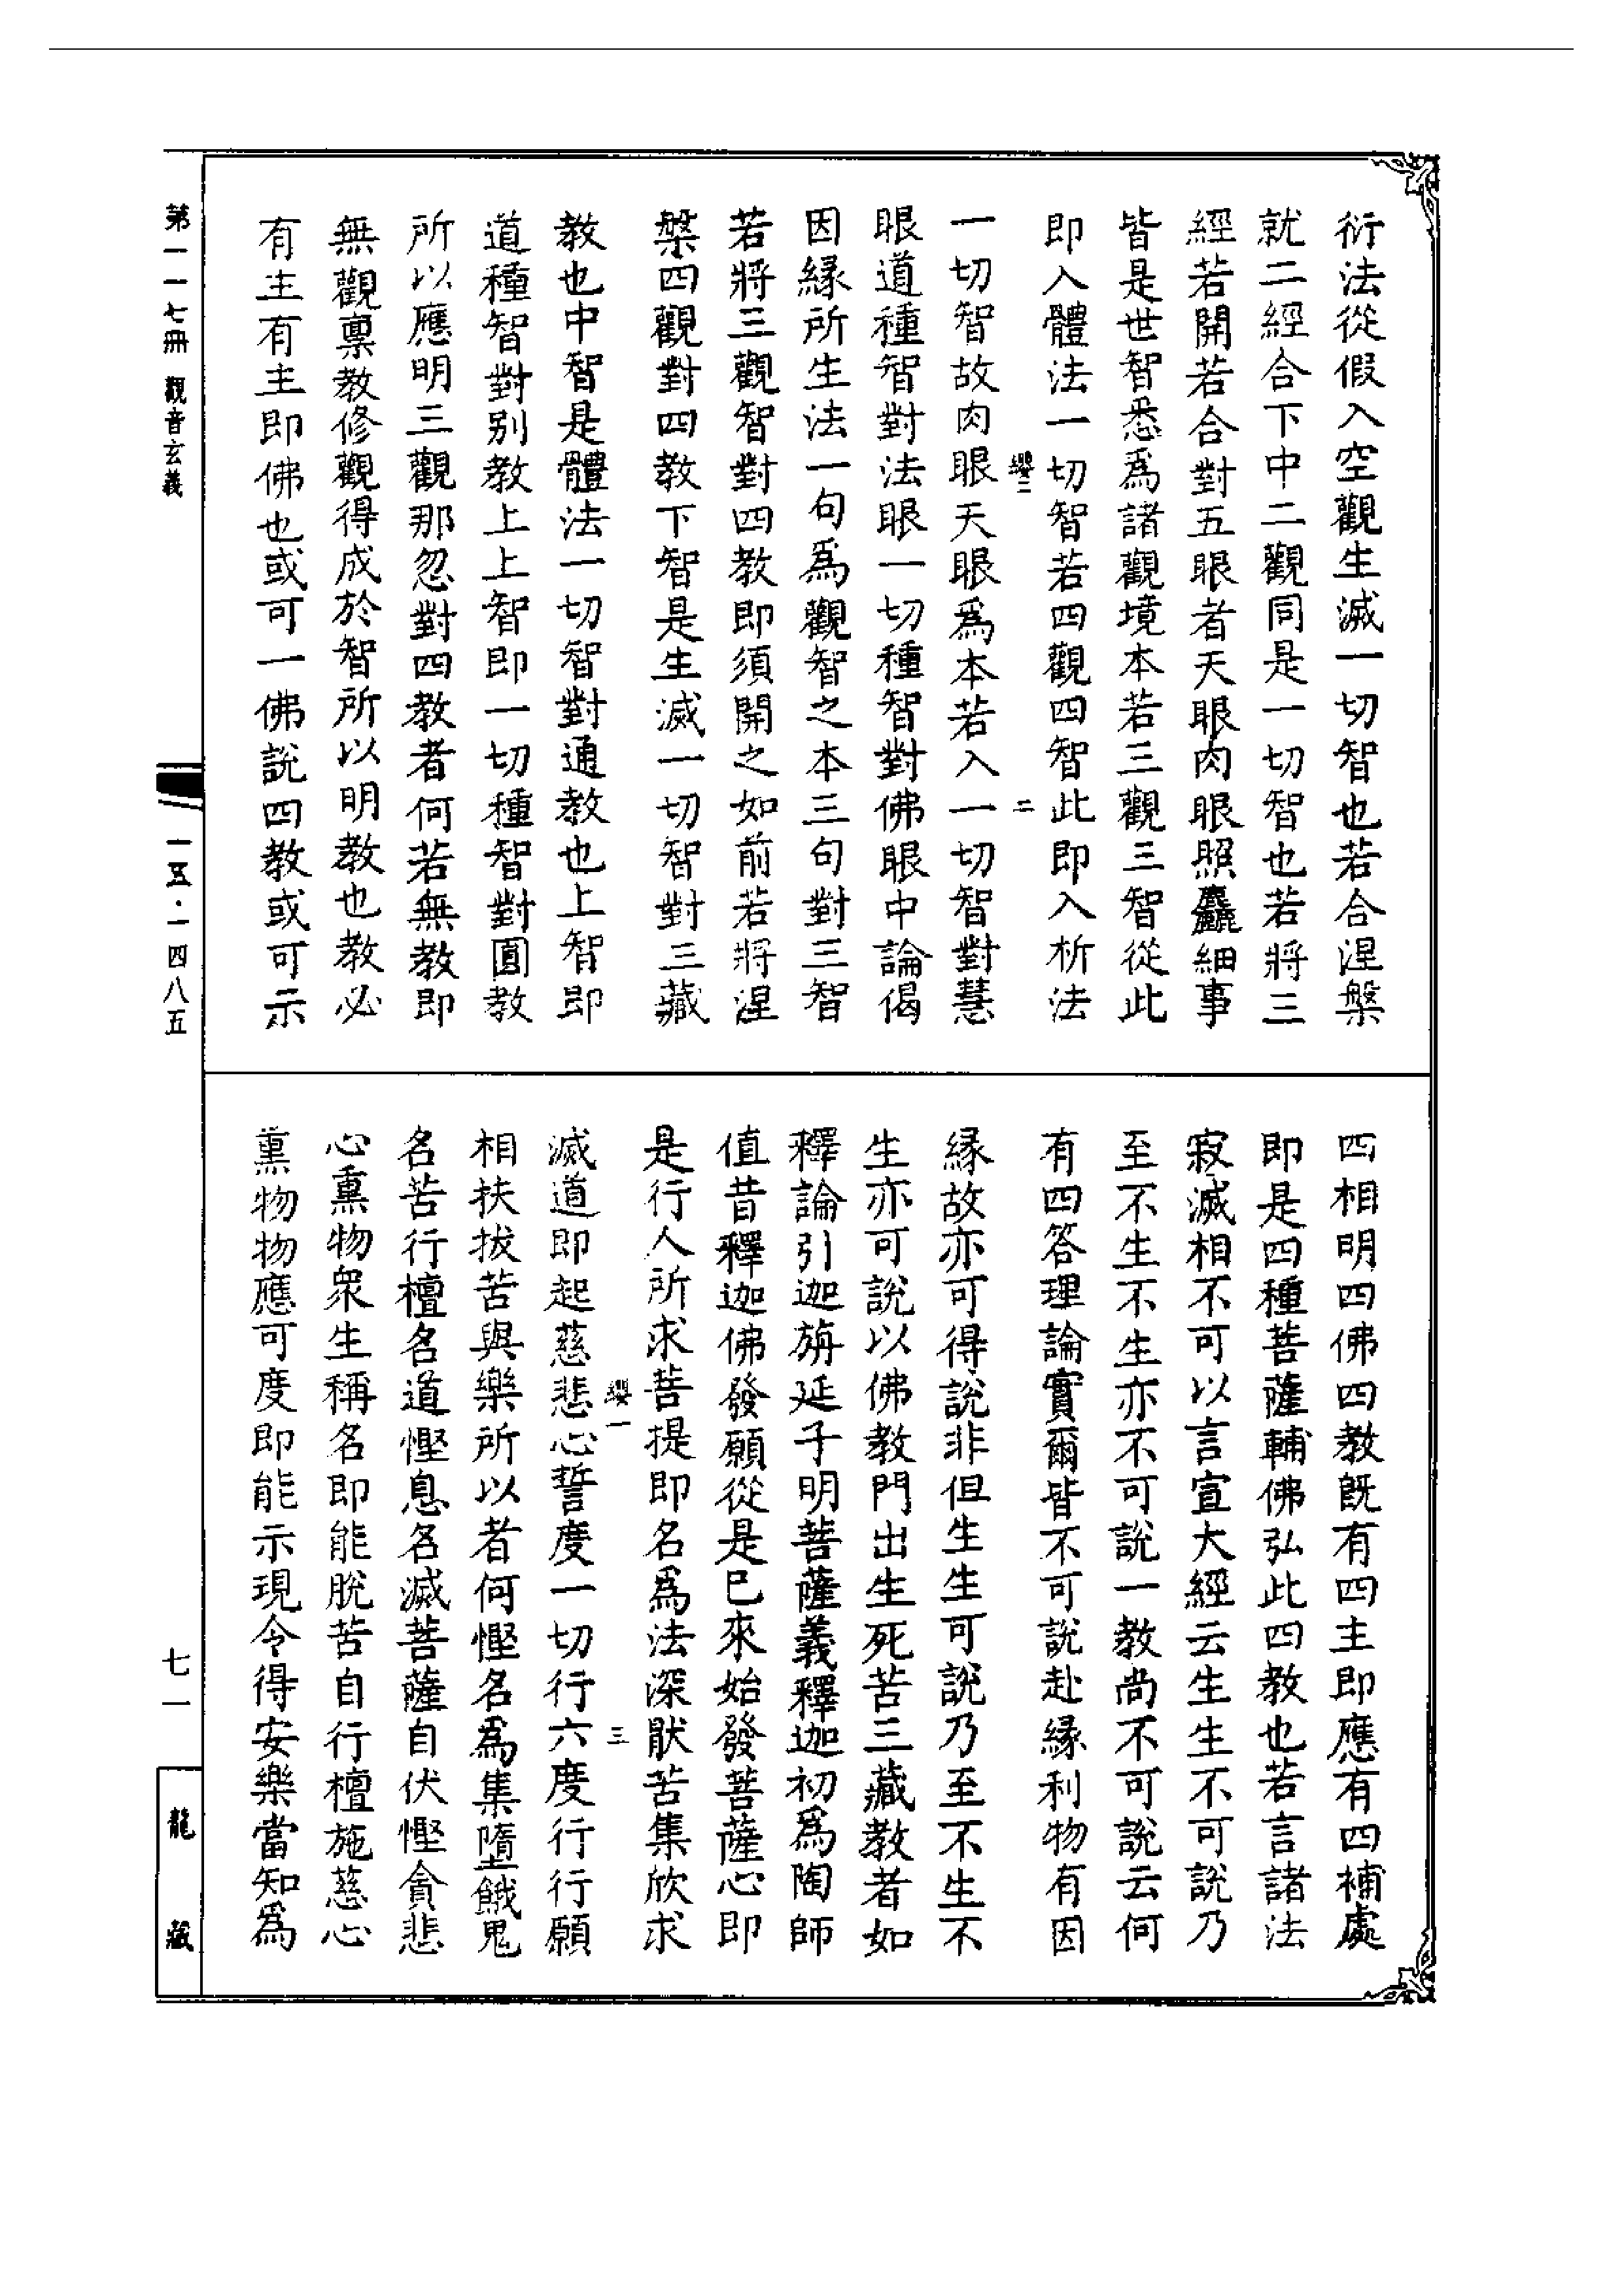 衍法從假入空觀生滅一切智也若合涅槃
就二經合下中二觀同是一切智也若將三
經若開若合對五眼者天眼肉眼照麤細事
皆是世智悉爲諸觀境本若三觀三智從此
即入體法一切智若四觀四智此即入析法
纓二 二
一切智故肉眼天眼爲本若入一切智對慧
眼道種智對法眼一切種智對佛眼中論偈
因緣所生法一句爲觀智之本三句對三智
若將三觀智對四教即須開之如前若將涅
槃四觀對四教下智是生滅一切智對三藏
教也中智是體法一切智對通教也上智即
道種智對别教上上智即一切種智對圓教
所以應明三觀那忽對四教者何若無教即
無觀禀教修觀得成於智所以明教也教必
有主有主即佛也或可一佛說四教或可示
四相明四佛四教既有四主即應有四補處
即是四種菩薩輔佛弘此四教也若言諸法
寂滅相不可以言宣大經云生生不可說乃
至不生不生亦不可說一教尚不可說云何
有四答理論實爾皆不可說赴緣利物有因
緣故亦可得說非但生生可說乃至不生不
生亦可說以佛教門出生死苦三藏教者如
釋論引迦旃延子明菩薩義釋迦初爲陶師
值昔釋迦佛發願從是已來始發菩薩心即
是行人所求菩提即名爲法深猒苦集欣求
纓一 三
滅道即起慈悲心誓度一切行六度行行願
相扶拔苦與樂所以者何慳名爲集墮餓鬼
名苦行檀名道慳息名滅菩薩自伏慳貪悲
心熏物衆生稱名即能脫苦自行檀施慈心
熏物物應可度即能示現令得安樂當知爲
第一一七冊 觀音玄義
一五·一四八五
七一
龍藏